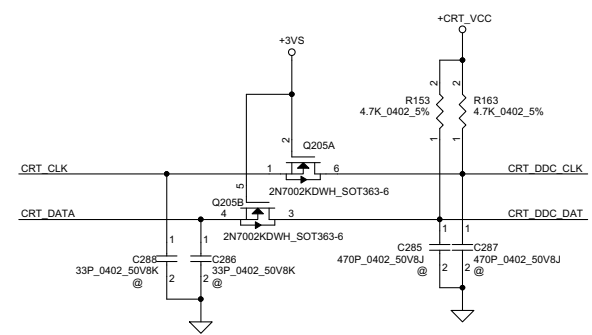 +CRT_VCC
+3VS
2
2
R153
4.7K_0402_5%
R163
4.7K_0402_5%
1
1
2
Q205A
CRT_CLK
1
6
CRT_DDC_CLK
5
Q205B
2N7002KDWH_SOT363-6
CRT_DATA
4
3
CRT_DDC_DAT
2N7002KDWH_SOT363-6
1
1
1
1
C288
33P_0402_50V8K
@
2
C286
33P_0402_50V8K
@
2
C285
470P_0402_50V8J
@
2
C287
470P_0402_50V8J
@
2